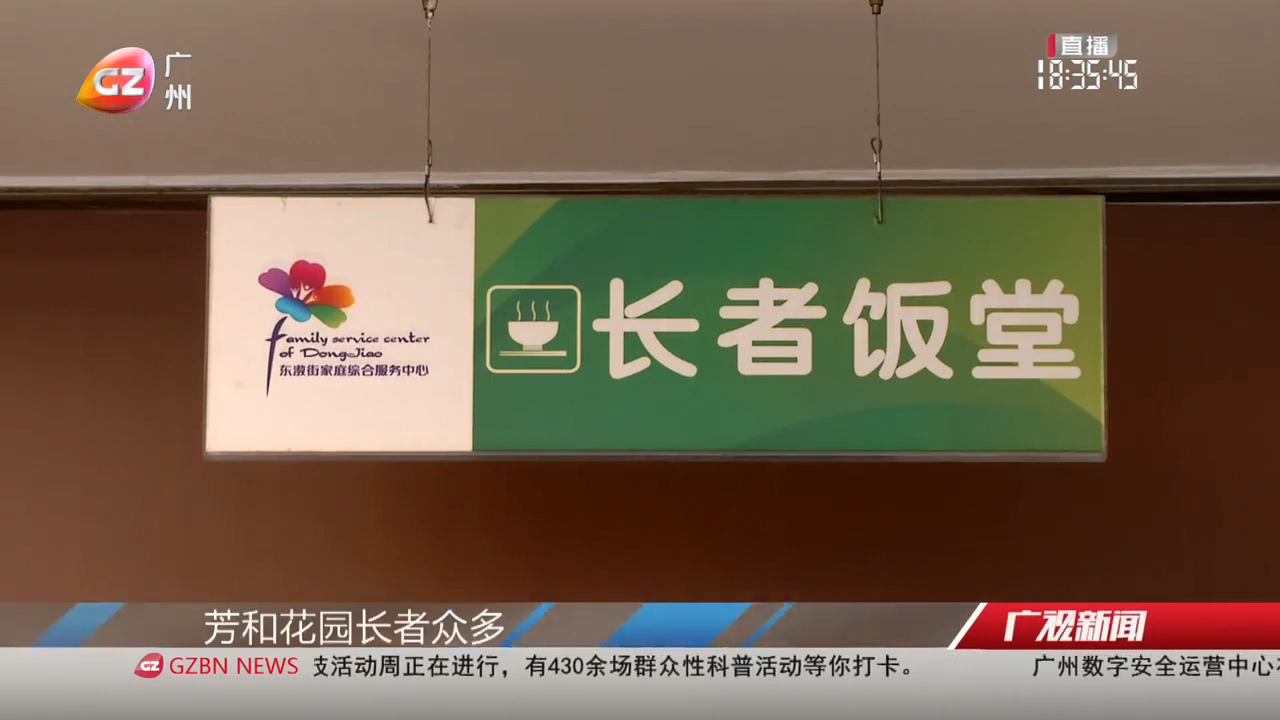 GZ 广州
直播
18:35:45
family service center
of DongJiao
东漖街家庭综合服务中心
长者饭堂
芳和花园长者众多
广视新闻
GZ GZBN NEWS 支活动周正在进行，有430余场群众性科普活动等你打卡。 广州数字安全运营中心